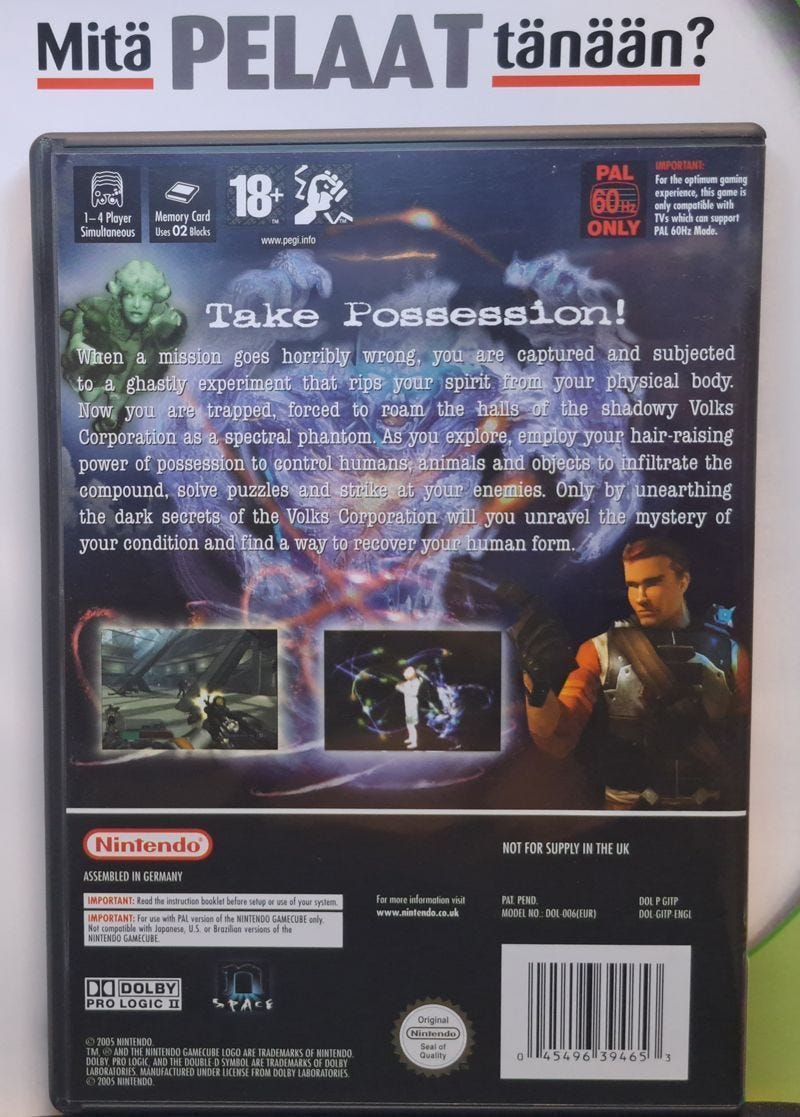 Mitä PELAAT tänään?
1-4 Player
Simultaneous
Memory Card
Uses 02 Blocks
18+
TM
www.pegi.info
PAL
60Hz
ONLY
IMPORTANT:
For the optimum gaming
experience, this game is
only compatible with
TVs which can support
PAL 60Hz Mode.
Take Possession!
When a mission goes horribly wrong, you are captured and subjected
to a ghastly experiment that rips your spirit from your physical body.
Now you are trapped, forced to roam the halls of the shadowy Volks
Corporation as a spectral phantom. As you explore, employ your hair-raising
power of possession to control humans, animals and objects to infiltrate the
compound, solve puzzles and strike at your enemies. Only by unearthing
the dark secrets of the Volks Corporation will you unravel the mystery of
your condition and find a way to recover your human form.
Nintendo®
NOT FOR SUPPLY IN THE UK
ASSEMBLED IN GERMANY
IMPORTANT: Read the instruction booklet before setup or use of your system.
IMPORTANT: For use with PAL version of the NINTENDO GAMECUBE only.
Not compatible with Japanese, U.S. or Brazilian versions of the
NINTENDO GAMECUBE.
For more information visit
www.nintendo.co.uk
PAT. PEND.
MODEL NO.: DOL-006(EUR)
DOL P GITP
DOL-GITP-ENGL
DOLBY
PRO LOGIC II
n
SPACE
Original
Nintendo
Seal of
Quality
0 45496 39465 3
© 2005 NINTENDO.
TM, ® AND THE NINTENDO GAMECUBE LOGO ARE TRADEMARKS OF NINTENDO.
DOLBY, PRO LOGIC, AND THE DOUBLE-D SYMBOL ARE TRADEMARKS OF DOLBY
LABORATORIES. MANUFACTURED UNDER LICENSE FROM DOLBY LABORATORIES.
© 2005 NINTENDO.